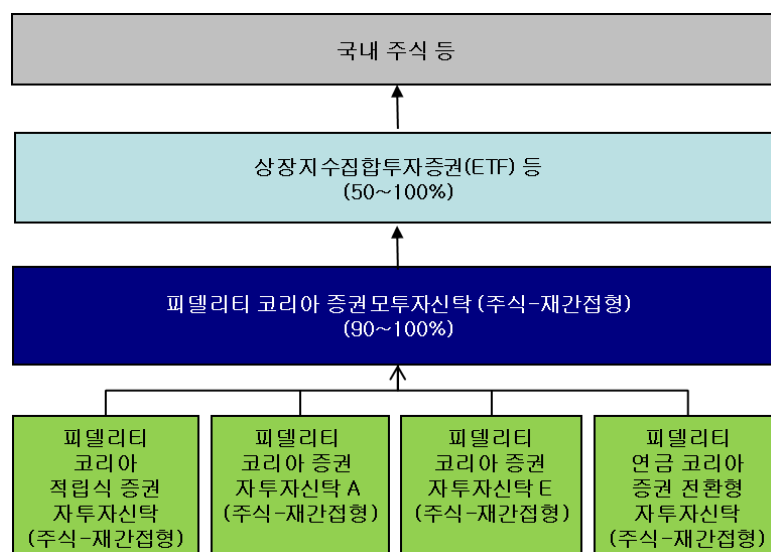 국내 주식 등
상장지수집합투자증권(ETF) 등
(50~100%)
피델리티 코리아 증권모투자신탁 (주식-재간접형)
(90~100%)
피델리티
코리아
적립식 증권
자투자신탁
(주식-재간접형)
피델리티
코리아 증권
자투자신탁 A
(주식-재간접형)
피델리티
코리아 증권
자투자신탁 E
(주식-재간접형)
피델리티
연금 코리아
증권 전환형
자투자신탁
(주식-재간접형)